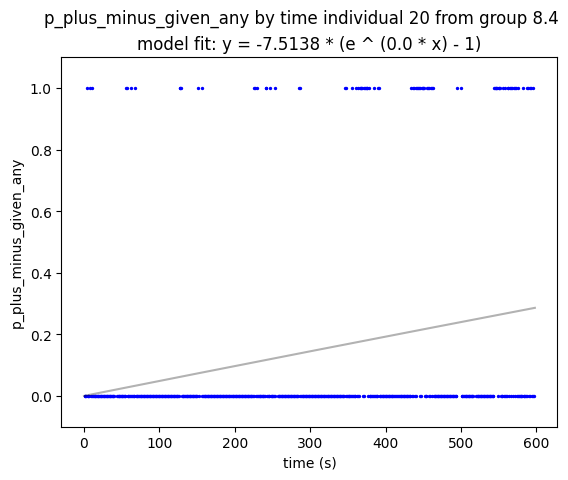 p_plus_minus_given_any by time individual 20 from group 8.4
model fit: y = -7.5138 * (e ^ (0.0 * x) - 1)
1.0
0.8
0.6
0.4
0.2
0.0
p_plus_minus_given_any
0 100 200 300 400 500 600
time (s)